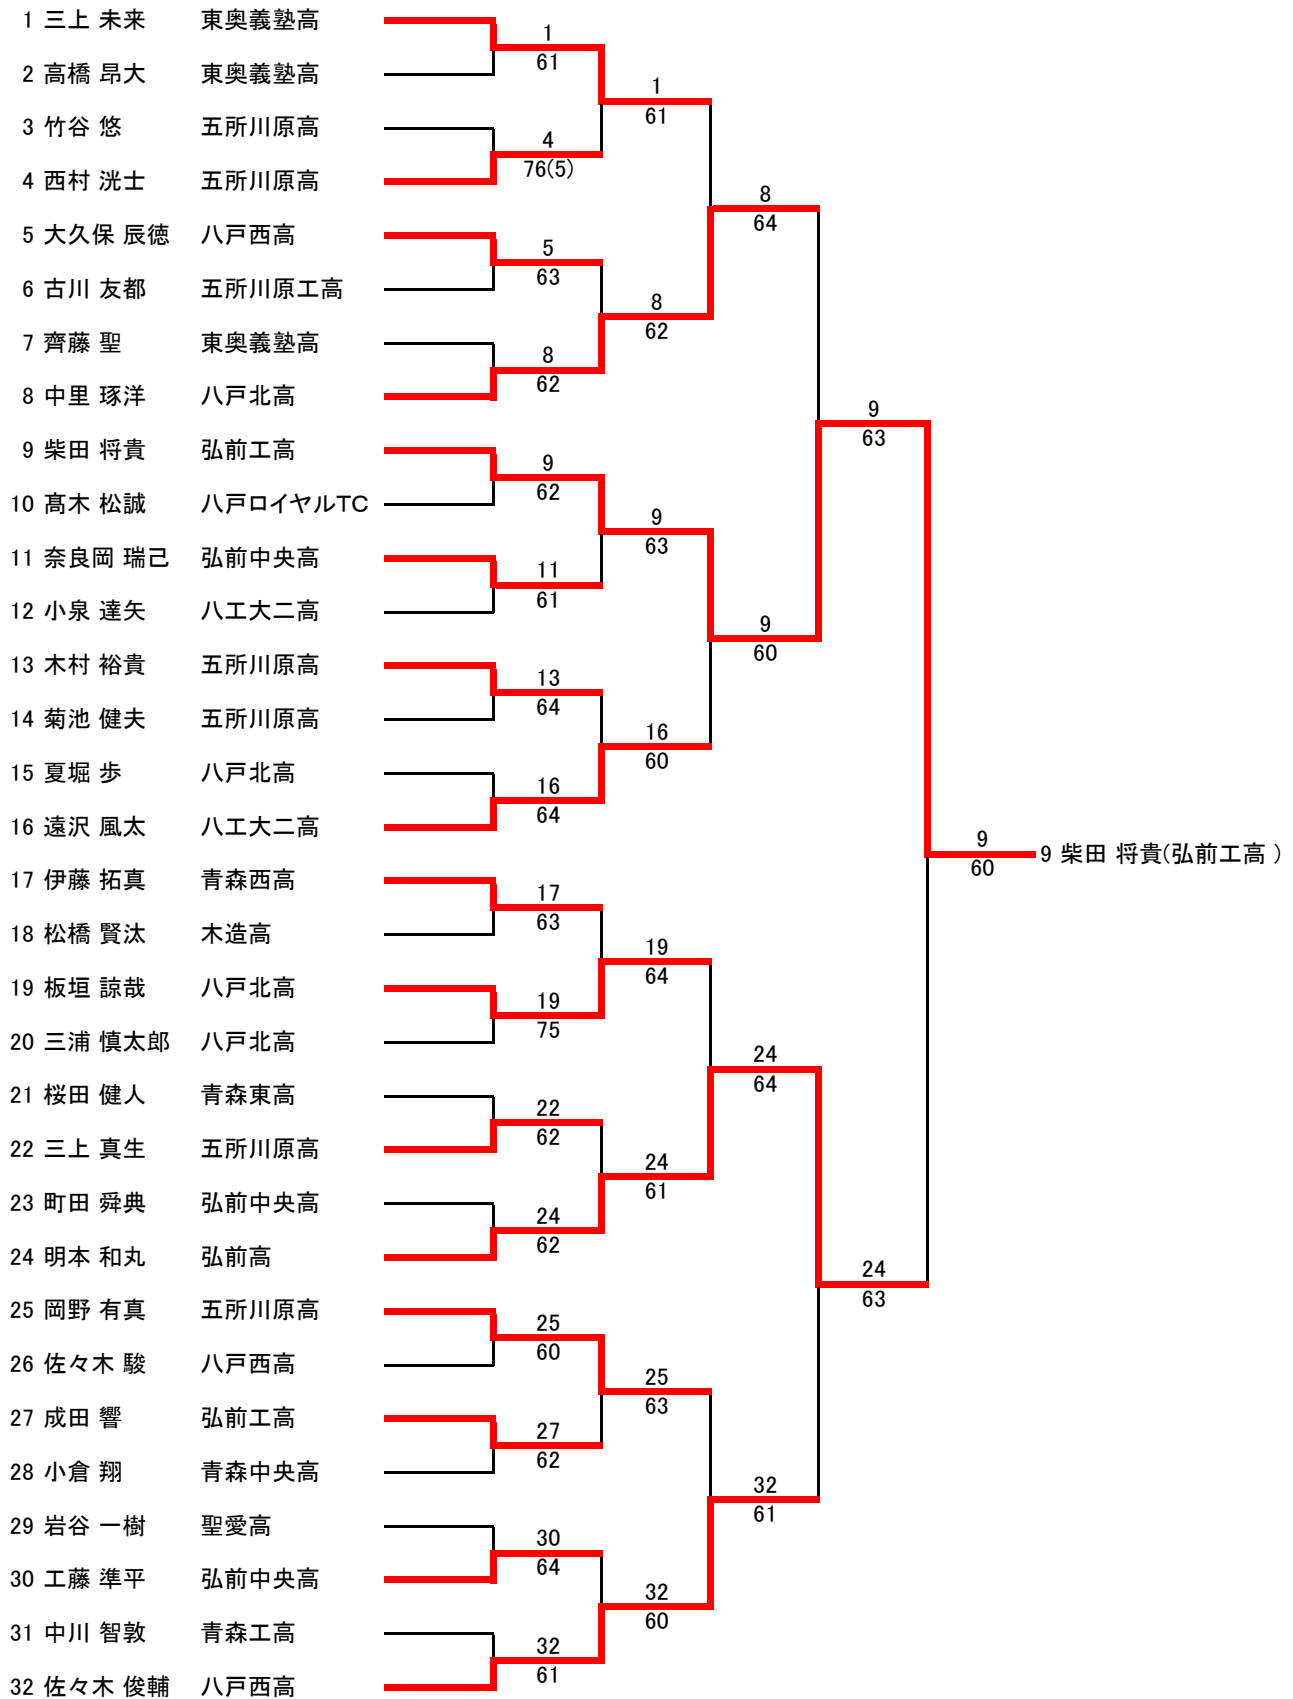 1 三上 未来 東奥義塾高
1
61
2 高橋 昂大 東奥義塾高
1
61
3 竹谷 悠 五所川原高
4
76(5)
4 西村 洸士 五所川原高
8
64
5 大久保 辰徳 八戸西高
5
63
6 古川 友都 五所川原工高
8
62
7 齊藤 聖 東奥義塾高
8
62
8 中里 琢洋 八戸北高
9
63
9 柴田 将貴 弘前工高
9
62
10 髙木 松誠 八戸ロイヤルTC
9
63
11 奈良岡 瑞己 弘前中央高
11
61
12 小泉 達矢 八工大二高
9
60
13 木村 裕貴 五所川原高
13
64
14 菊池 健夫 五所川原高
16
60
15 夏堀 歩 八戸北高
16
64
16 遠沢 風太 八工大二高
9
60
9 柴田 将貴(弘前工高 )
17 伊藤 拓真 青森西高
17
63
18 松橋 賢汰 木造高
19
64
19 板垣 諒哉 八戸北高
19
75
20 三浦 慎太郎 八戸北高
24
64
21 桜田 健人 青森東高
22
62
22 三上 真生 五所川原高
24
61
23 町田 舜典 弘前中央高
24
62
24 明本 和丸 弘前高
24
63
25 岡野 有真 五所川原高
25
60
26 佐々木 駿 八戸西高
25
63
27 成田 響 弘前工高
27
62
28 小倉 翔 青森中央高
32
61
29 岩谷 一樹 聖愛高
30
64
30 工藤 準平 弘前中央高
32
60
31 中川 智敦 青森工高
32
61
32 佐々木 俊輔 八戸西高